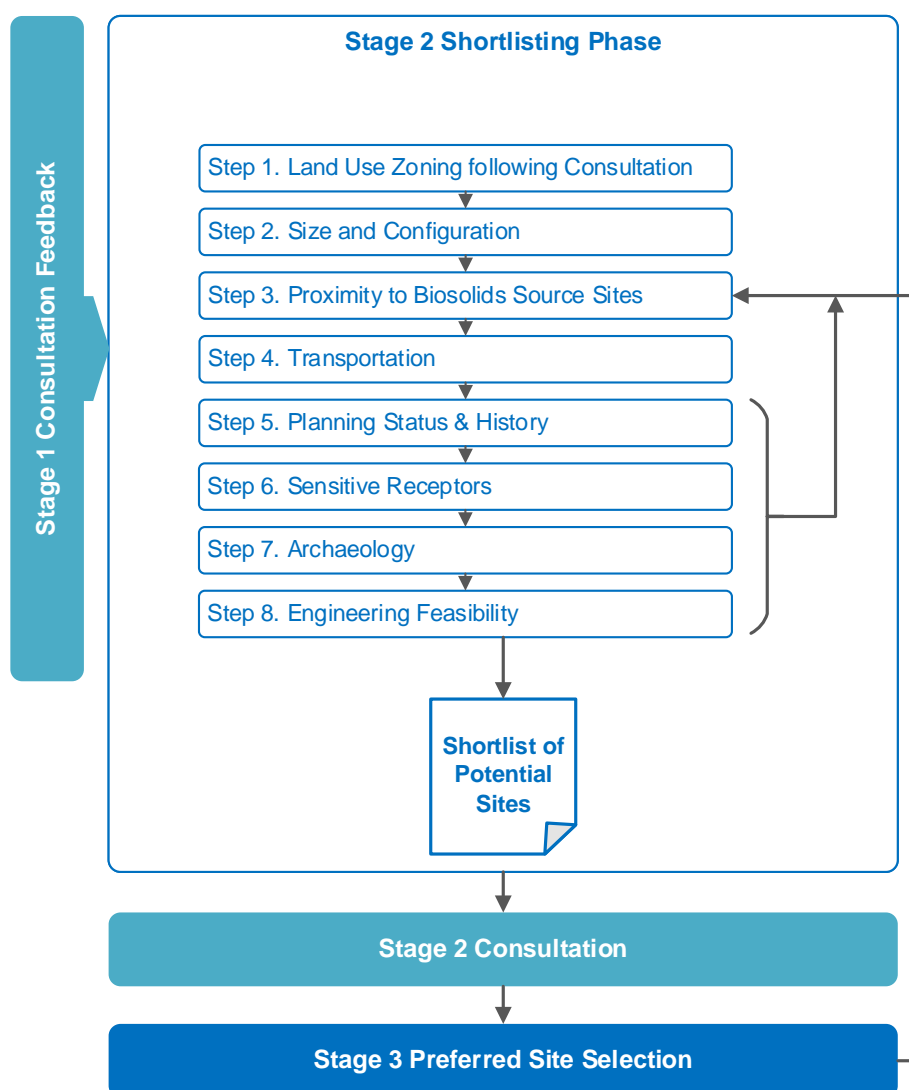 Stage 1 Consultation Feedback
Stage 2 Shortlisting Phase
Step 1. Land Use Zoning following Consultation
Step 2. Size and Configuration
Step 3. Proximity to Biosolids Source Sites
Step 4. Transportation
Step 5. Planning Status & History
Step 6. Sensitive Receptors
Step 7. Archaeology
Step 8. Engineering Feasibility
Shortlist of
Potential
Sites
Stage 2 Consultation
Stage 3 Preferred Site Selection